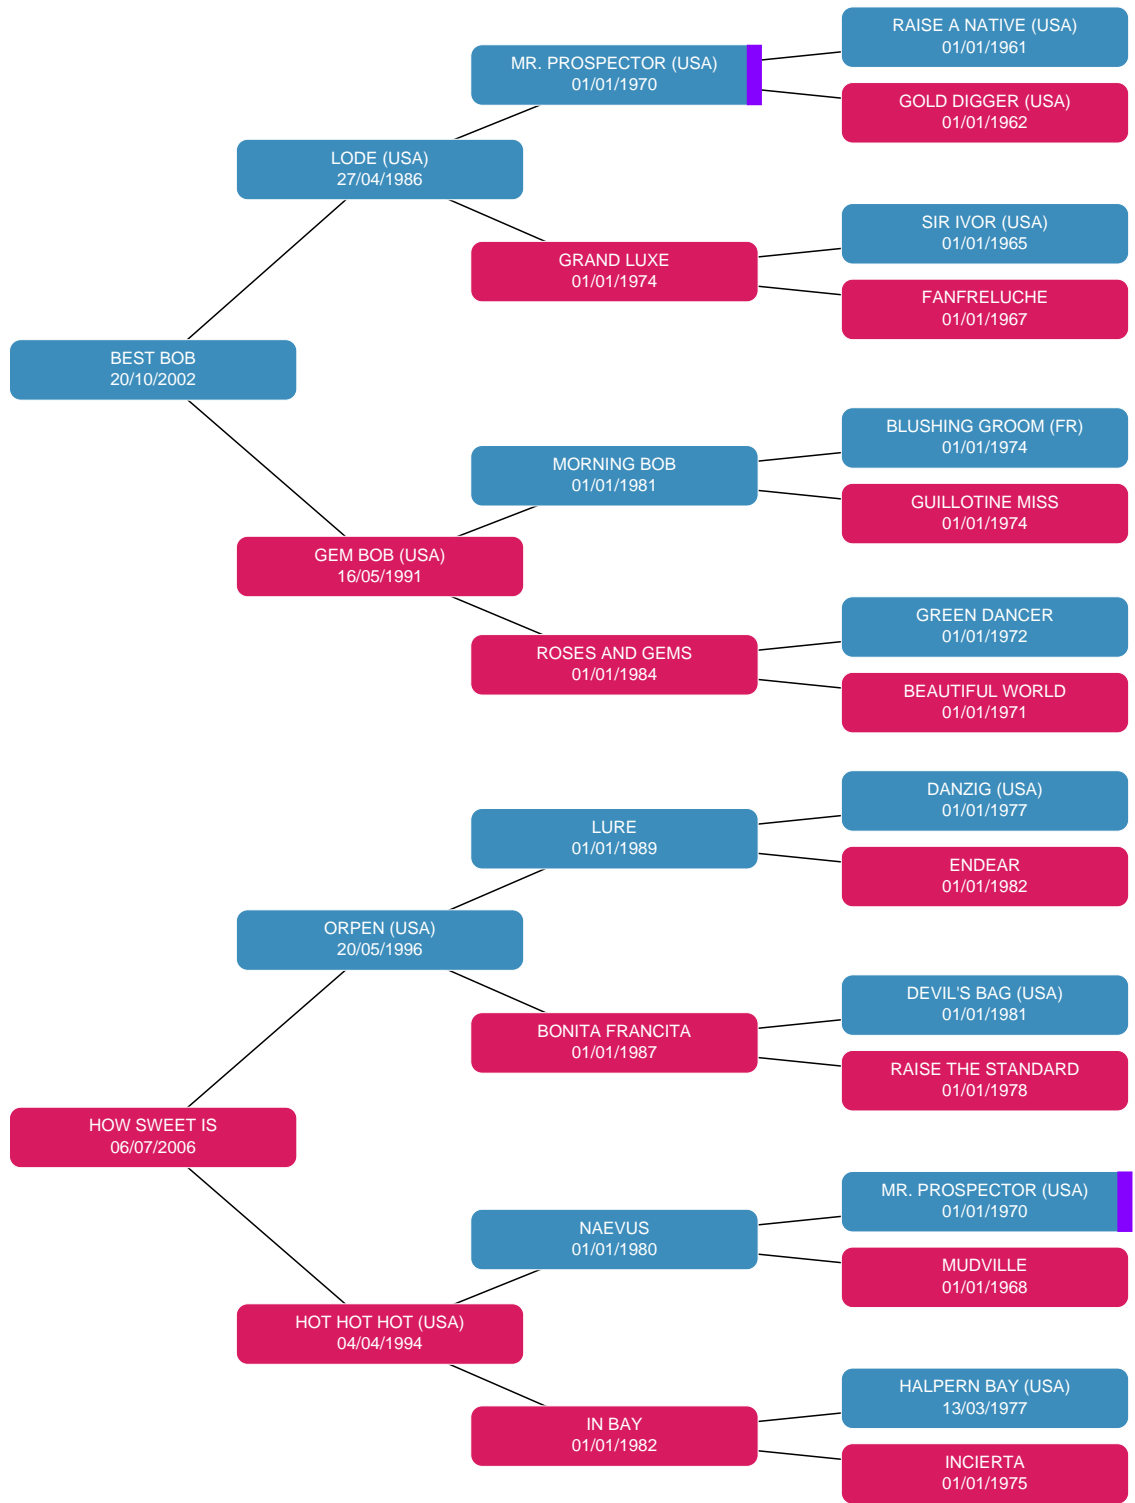 RAISE A NATIVE (USA)
01/01/1961
MR. PROSPECTOR (USA)
01/01/1970
GOLD DIGGER (USA)
01/01/1962
LODE (USA)
27/04/1986
SIR IVOR (USA)
01/01/1965
GRAND LUXE
01/01/1974
FANFRELUCHE
01/01/1967
BEST BOB
20/10/2002
BLUSHING GROOM (FR)
01/01/1974
MORNING BOB
01/01/1981
GUILLOTINE MISS
01/01/1974
GEM BOB (USA)
16/05/1991
GREEN DANCER
01/01/1972
ROSES AND GEMS
01/01/1984
BEAUTIFUL WORLD
01/01/1971
DANZIG (USA)
01/01/1977
LURE
01/01/1989
ENDEAR
01/01/1982
ORPEN (USA)
20/05/1996
DEVIL'S BAG (USA)
01/01/1981
BONITA FRANCITA
01/01/1987
RAISE THE STANDARD
01/01/1978
HOW SWEET IS
06/07/2006
MR. PROSPECTOR (USA)
01/01/1970
NAEVUS
01/01/1980
MUDVILLE
01/01/1968
HOT HOT HOT (USA)
04/04/1994
HALPERN BAY (USA)
13/03/1977
IN BAY
01/01/1982
INCIERTA
01/01/1975